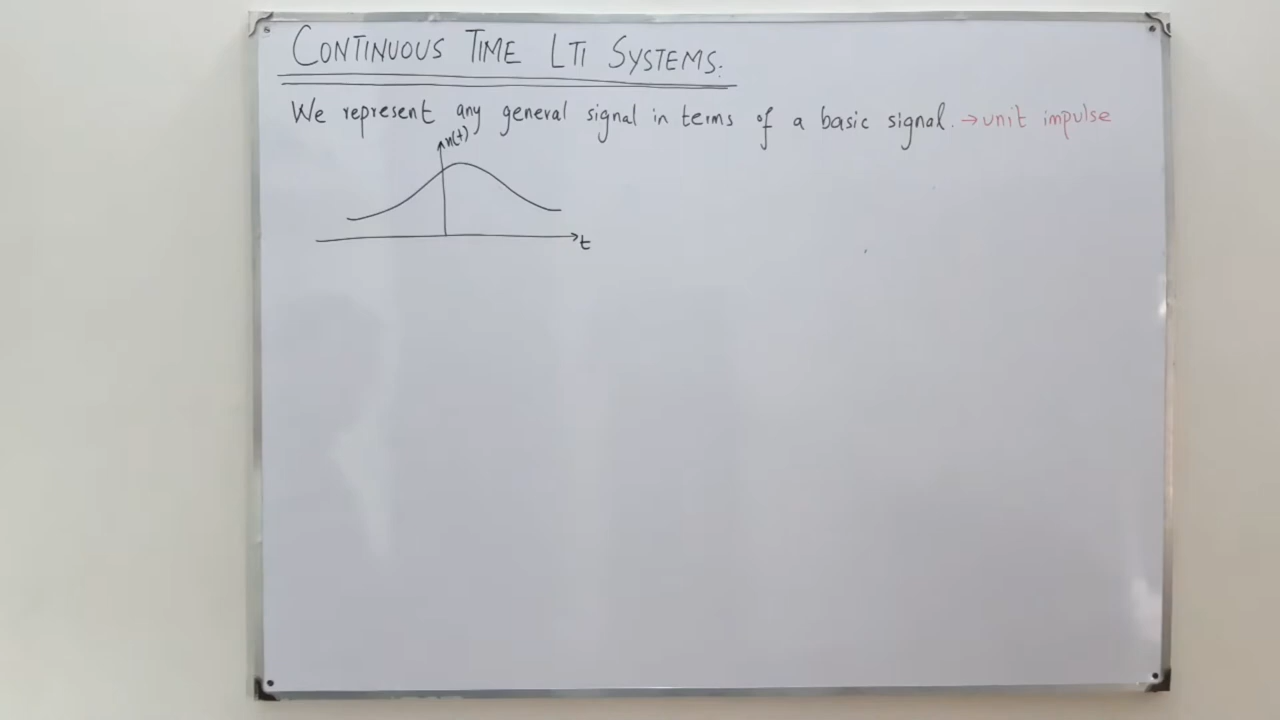 CONTINUOUS TIME LTI SYSTEMS.
We represent any general signal in terms of a basic signal. → unit impulse
x(t)
t